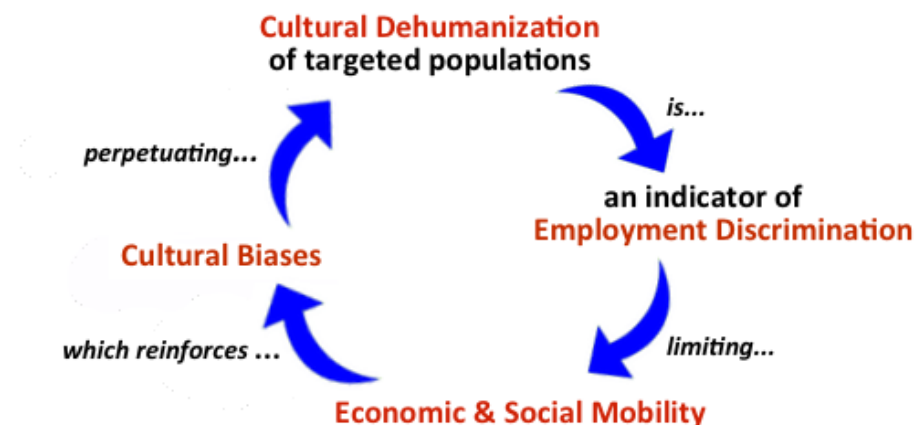 Cultural Dehumanization
of targeted populations
is...
an indicator of
Employment Discrimination
limiting...
Economic & Social Mobility
which reinforces ...
Cultural Biases
perpetuating...